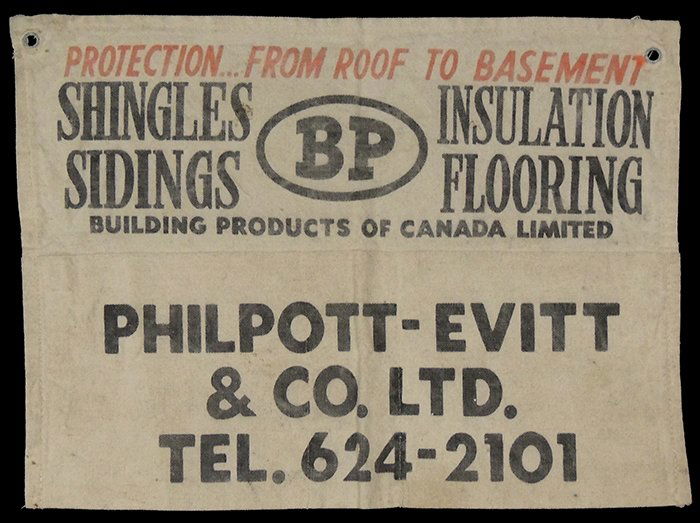 PROTECTION... FROM ROOF TO BASEMENT
SHINGLES
SIDINGS
BP
INSULATION
FLOORING
BUILDING PRODUCTS OF CANADA LIMITED
PHILPOTT-EVITT
& CO. LTD.
TEL. 624-2101